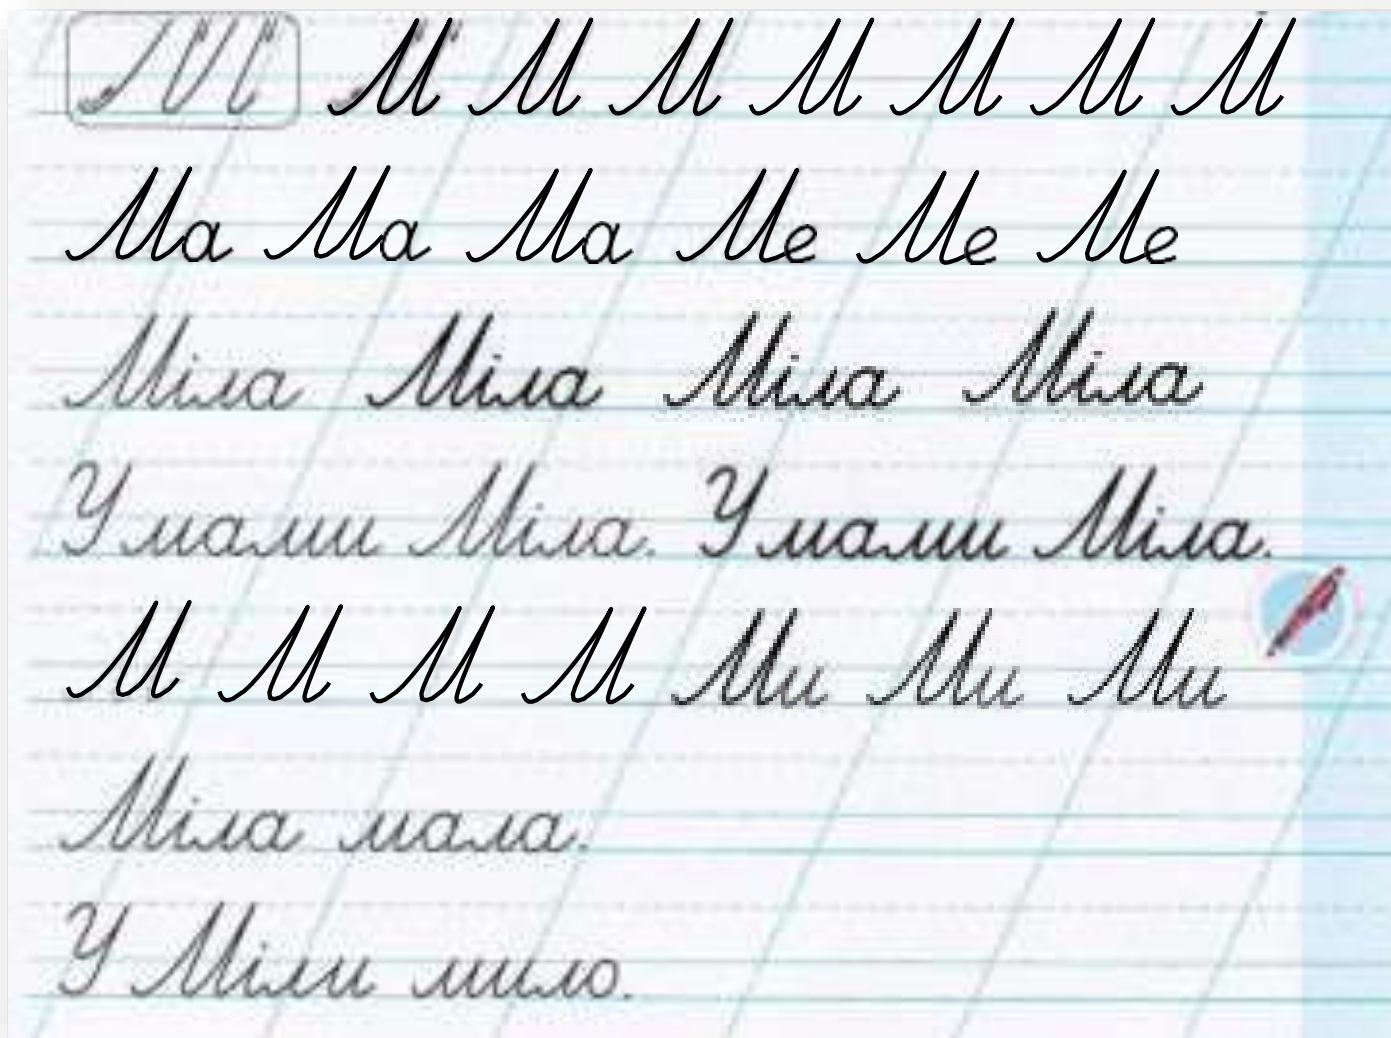 М М М М М М М М
Ма Ма Ма Ме Ме Ме
Міла Міла Міла Міла
У мами Міла. У мами Міла.
М М М М Ми Ми Ми
Міла мала.
У Міли мило.